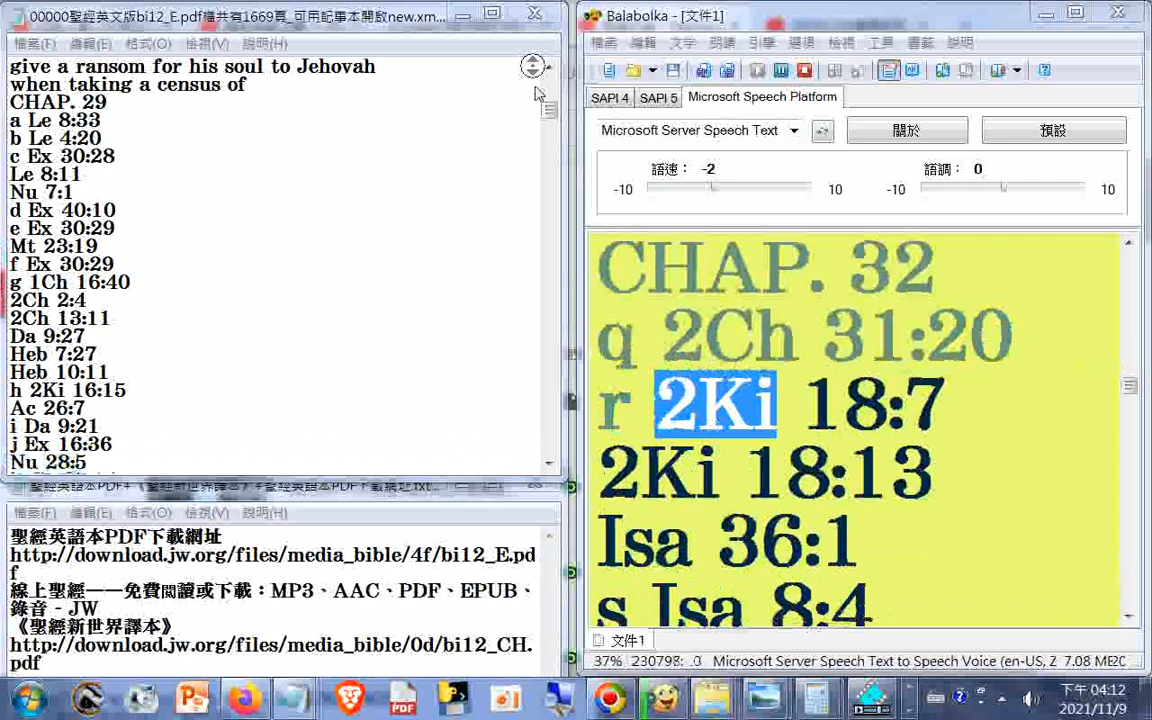 00000聖經英文版bi12_E.pdf檔共有1669頁_可用記事本開啟new.xm...
檔案(F) 編輯(E) 格式(O) 檢視(V) 說明(H)
give a ransom for his soul to Jehovah
when taking a census of
CHAP. 29
a Le 8:33
b Le 4:20
c Ex 30:28
Le 8:11
Nu 7:1
d Ex 40:10
e Ex 30:29
Mt 23:19
f Ex 30:29
g 1Ch 16:40
2Ch 2:4
2Ch 13:11
Da 9:27
Heb 7:27
Heb 10:11
h 2Ki 16:15
Ac 26:7
i Da 9:21
j Ex 16:36
Nu 28:5
檔案(F) 編輯(E) 格式(O) 檢視(V) 說明(H)
聖經英語本PDF下載網址
http://download.jw.org/files/media_bible/4f/bi12_E.pd
f
線上聖經——免費閱讀或下載：MP3、AAC、PDF、EPUB、
錄音 - JW
《聖經新世界譯本》
http://download.jw.org/files/media_bible/0d/bi12_CH.
pdf
Balabolka - [文件1]
檔案 編輯 文字 朗讀 引擎 選項 檢視 工具 書籤 說明
SAPI 4 SAPI 5 Microsoft Speech Platform
Microsoft Server Speech Text 關於 預設
語速： -2 語調： 0
-10 10 -10 10
CHAP. 32
q 2Ch 31:20
r 2Ki 18:7
2Ki 18:13
Isa 36:1
s Isa 8:4
文件1
37% Microsoft Server Speech Text to Speech Voice (en-US, Z 7.08 ME
PDF
下午 04:12
2021/11/9